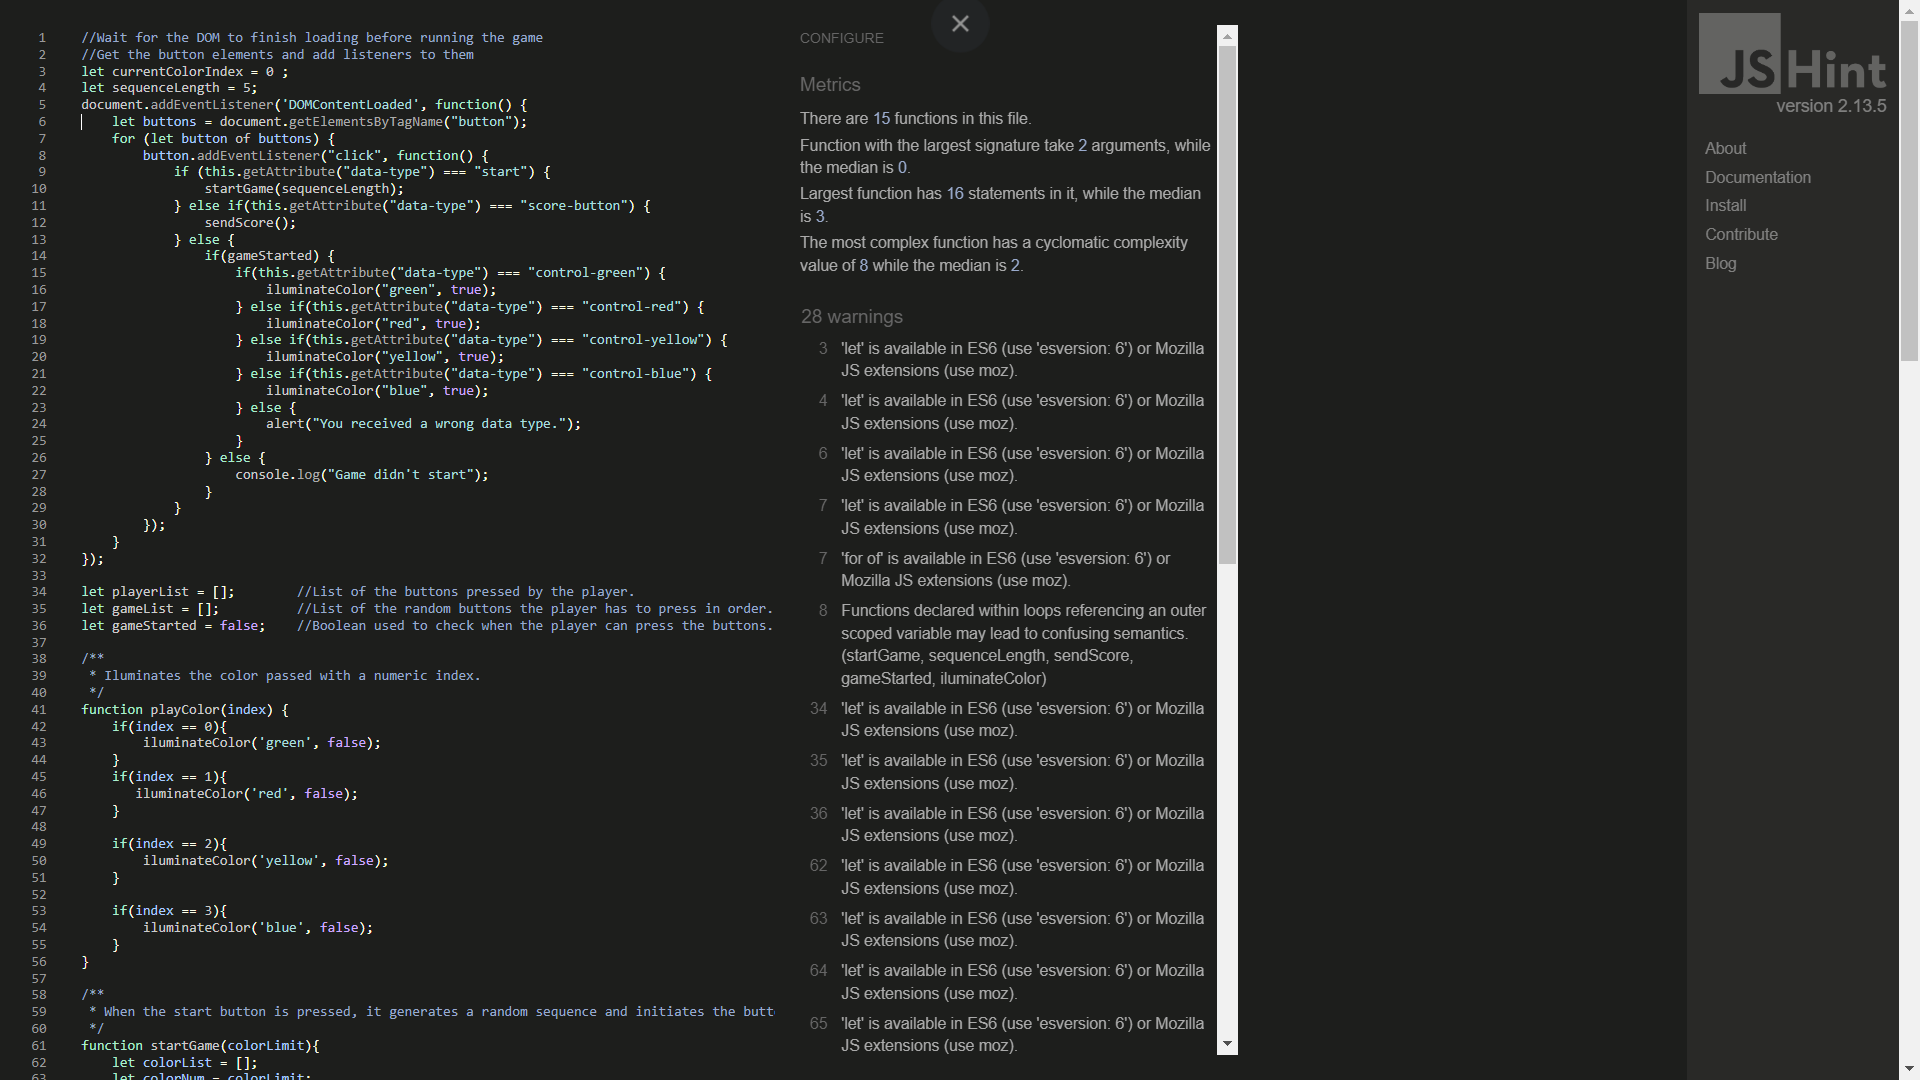 1 //Wait for the DOM to finish loading before running the game
2 //Get the button elements and add listeners to them
3 let currentColorIndex = 0 ;
4 let sequenceLength = 5;
5 document.addEventListener('DOMContentLoaded', function() {
6 let buttons = document.getElementsByTagName("button");
7 for (let button of buttons) {
8 button.addEventListener("click", function() {
9 if (this.getAttribute("data-type") === "start") {
10 startGame(sequenceLength);
11 } else if(this.getAttribute("data-type") === "score-button") {
12 sendScore();
13 } else {
14 if(gameStarted) {
15 if(this.getAttribute("data-type") === "control-green") {
16 iluminateColor("green", true);
17 } else if(this.getAttribute("data-type") === "control-red") {
18 iluminateColor("red", true);
19 } else if(this.getAttribute("data-type") === "control-yellow") {
20 iluminateColor("yellow", true);
21 } else if(this.getAttribute("data-type") === "control-blue") {
22 iluminateColor("blue", true);
23 } else {
24 alert("You received a wrong data type.");
25 }
26 } else {
27 console.log("Game didn't start");
28 }
29 }
30 });
31 }
32 });
33
34 let playerList = []; //List of the buttons pressed by the player.
35 let gameList = []; //List of the random buttons the player has to press in order.
36 let gameStarted = false; //Boolean used to check when the player can press the buttons.
37
38 /**
39 * Iluminates the color passed with a numeric index.
40 */
41 function playColor(index) {
42 if(index == 0){
43 iluminateColor('green', false);
44 }
45 if(index == 1){
46 iluminateColor('red', false);
47 }
48
49 if(index == 2){
50 iluminateColor('yellow', false);
51 }
52
53 if(index == 3){
54 iluminateColor('blue', false);
55 }
56 }
57
58 /**
59 * When the start button is pressed, it generates a random sequence and initiates the butt
60 */
61 function startGame(colorLimit){
62 let colorList = [];
63 let colorNum = colorLimit;
CONFIGURE
Metrics
There are 15 functions in this file.
Function with the largest signature take 2 arguments, while
the median is 0.
Largest function has 16 statements in it, while the median
is 3.
The most complex function has a cyclomatic complexity
value of 8 while the median is 2.
28 warnings
3 'let' is available in ES6 (use 'esversion: 6') or Mozilla
JS extensions (use moz).
4 'let' is available in ES6 (use 'esversion: 6') or Mozilla
JS extensions (use moz).
6 'let' is available in ES6 (use 'esversion: 6') or Mozilla
JS extensions (use moz).
7 'let' is available in ES6 (use 'esversion: 6') or Mozilla
JS extensions (use moz).
7 'for of' is available in ES6 (use 'esversion: 6') or
Mozilla JS extensions (use moz).
8 Functions declared within loops referencing an outer
scoped variable may lead to confusing semantics.
(startGame, sequenceLength, sendScore,
gameStarted, iluminateColor)
34 'let' is available in ES6 (use 'esversion: 6') or Mozilla
JS extensions (use moz).
35 'let' is available in ES6 (use 'esversion: 6') or Mozilla
JS extensions (use moz).
36 'let' is available in ES6 (use 'esversion: 6') or Mozilla
JS extensions (use moz).
62 'let' is available in ES6 (use 'esversion: 6') or Mozilla
JS extensions (use moz).
63 'let' is available in ES6 (use 'esversion: 6') or Mozilla
JS extensions (use moz).
64 'let' is available in ES6 (use 'esversion: 6') or Mozilla
JS extensions (use moz).
65 'let' is available in ES6 (use 'esversion: 6') or Mozilla
JS extensions (use moz).
JSHint
version 2.13.5
About
Documentation
Install
Contribute
Blog